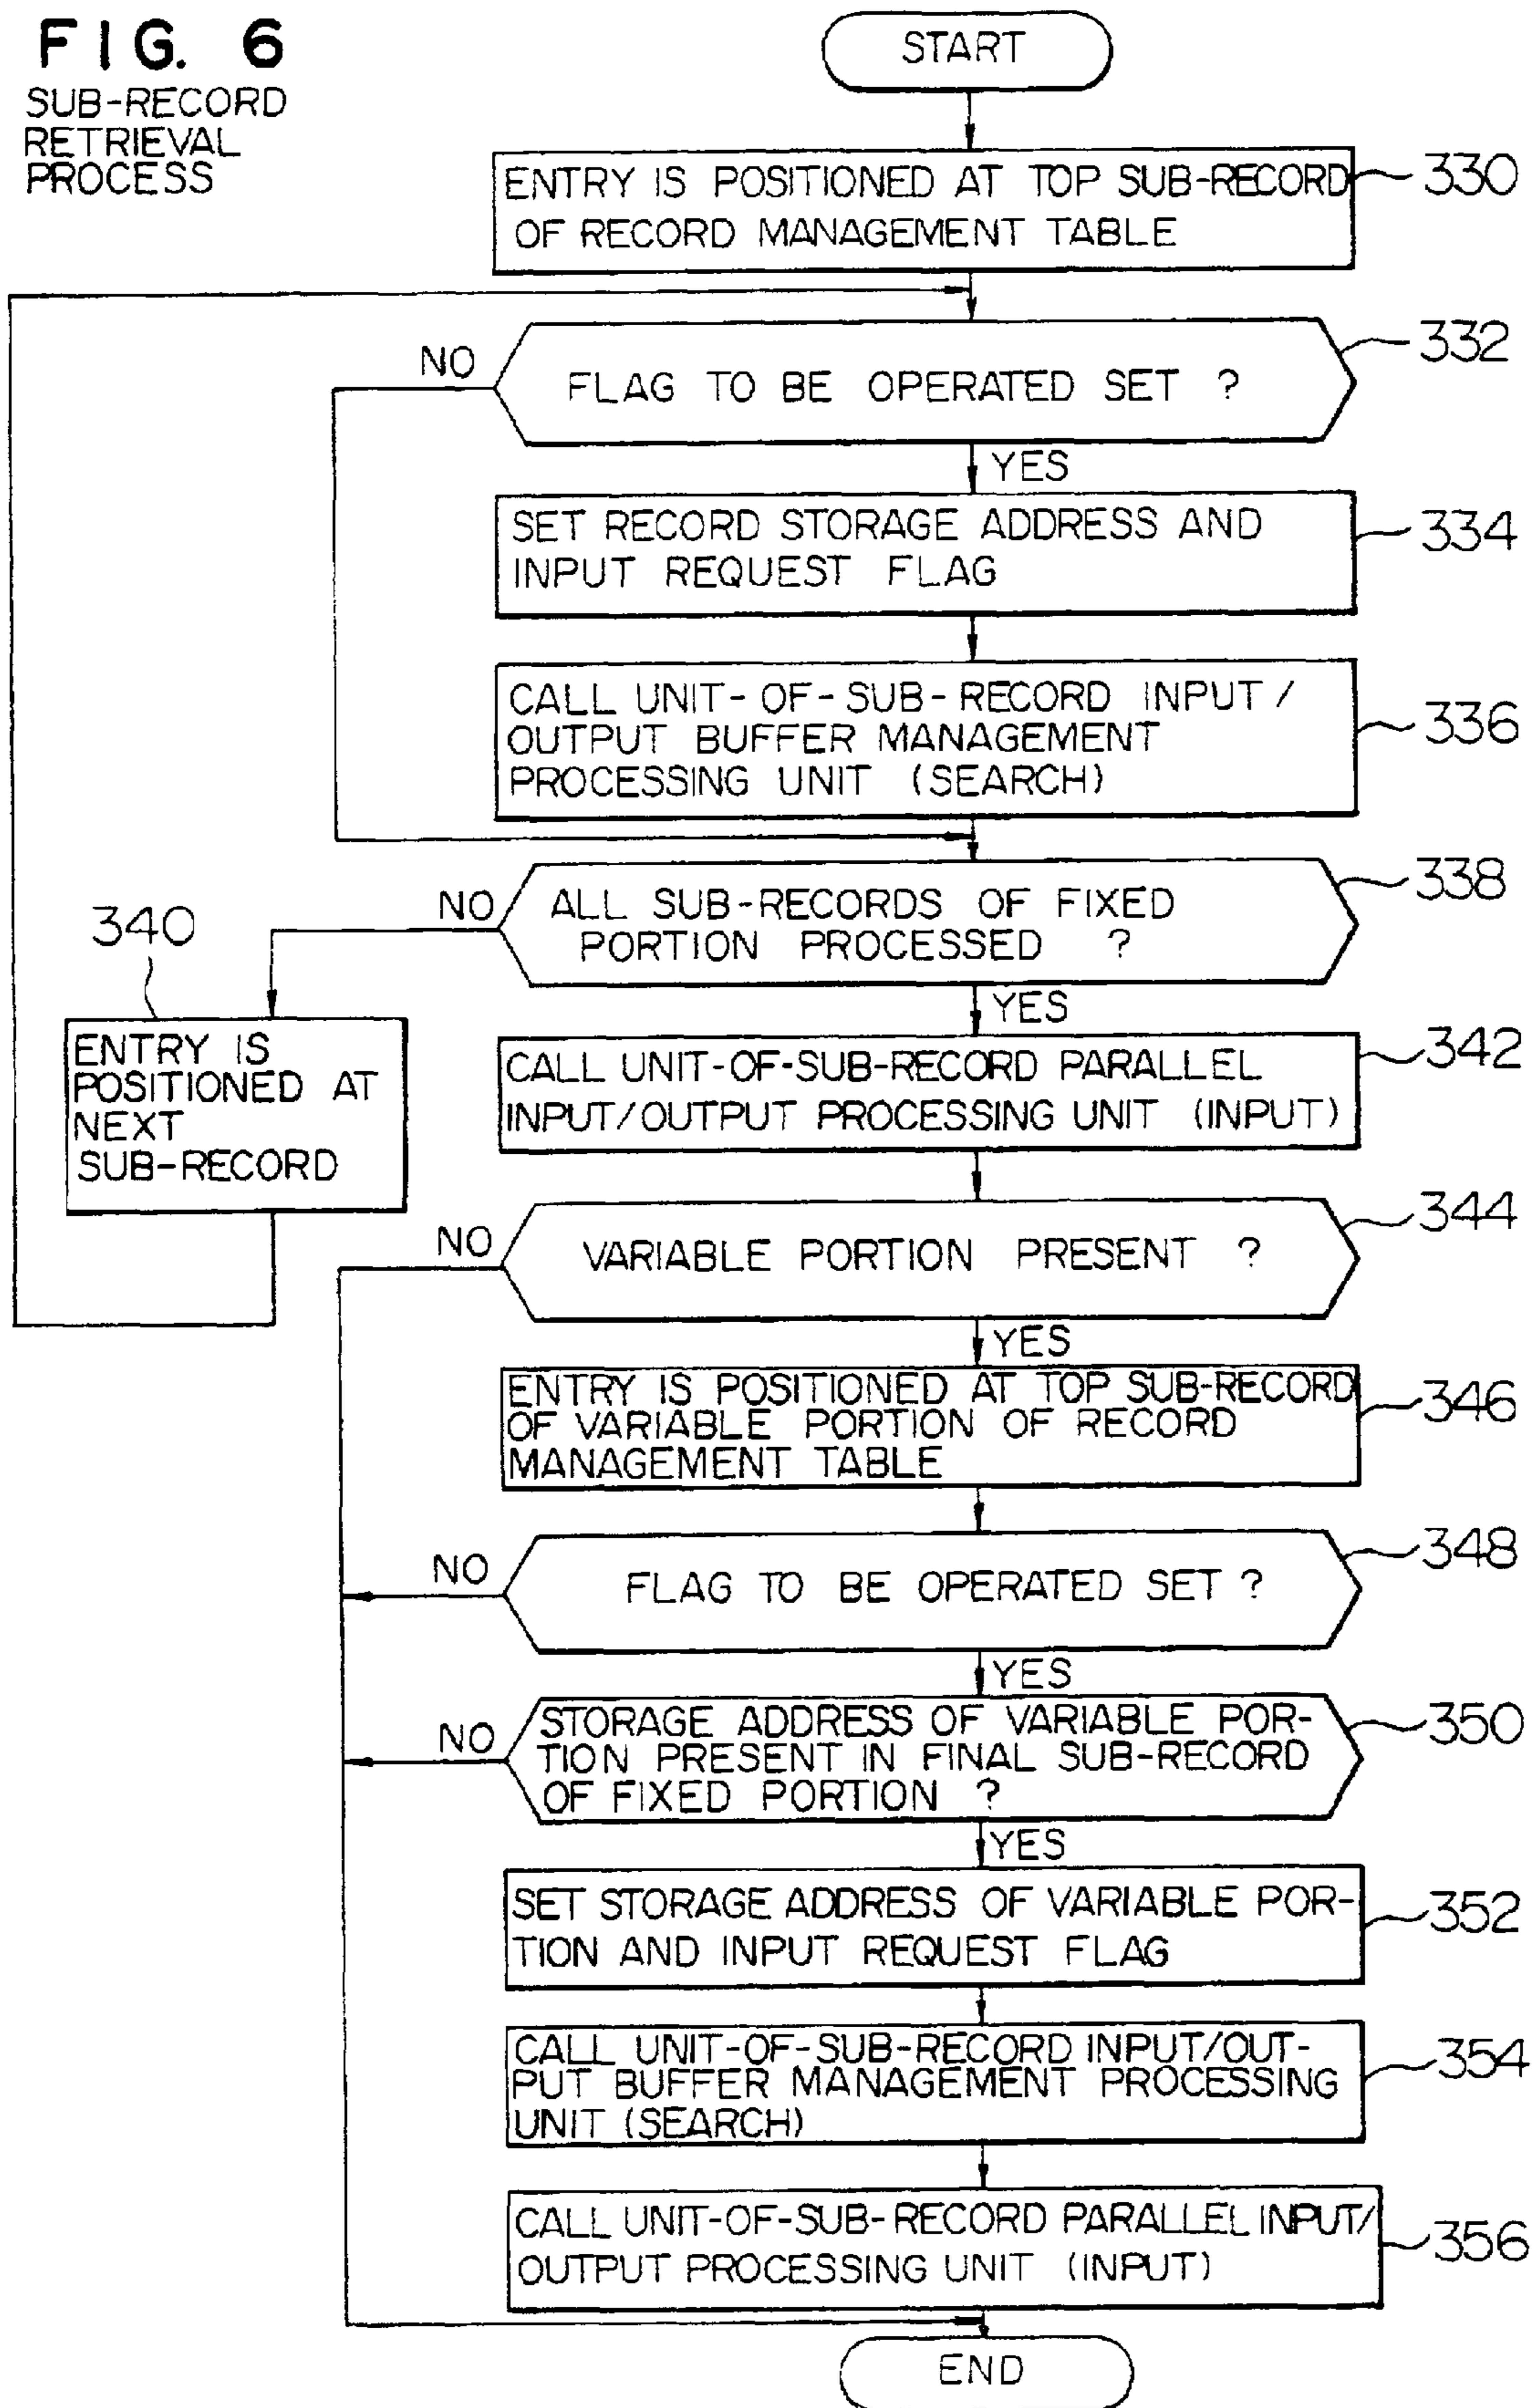 FIG. 6
SUB-RECORD
RETRIEVAL
PROCESS
START
ENTRY IS POSITIONED AT TOP SUB-RECORD
OF RECORD MANAGEMENT TABLE
330
FLAG TO BE OPERATED SET ?
332
NO
YES
SET RECORD STORAGE ADDRESS AND
INPUT REQUEST FLAG
334
CALL UNIT-OF-SUB-RECORD INPUT/
OUTPUT BUFFER MANAGEMENT
PROCESSING UNIT (SEARCH)
336
ALL SUB-RECORDS OF FIXED
PORTION PROCESSED ?
338
NO
YES
340
ENTRY IS
POSITIONED AT
NEXT
SUB-RECORD
CALL UNIT-OF-SUB-RECORD PARALLEL
INPUT/OUTPUT PROCESSING UNIT (INPUT)
342
VARIABLE PORTION PRESENT ?
344
NO
YES
ENTRY IS POSITIONED AT TOP SUB-RECORD
OF VARIABLE PORTION OF RECORD
MANAGEMENT TABLE
346
FLAG TO BE OPERATED SET ?
348
NO
YES
STORAGE ADDRESS OF VARIABLE POR-
TION PRESENT IN FINAL SUB-RECORD
OF FIXED PORTION ?
350
NO
YES
SET STORAGE ADDRESS OF VARIABLE POR-
TION AND INPUT REQUEST FLAG
352
CALL UNIT-OF-SUB-RECORD INPUT/OUT-
PUT BUFFER MANAGEMENT PROCESSING
UNIT (SEARCH)
354
CALL UNIT-OF-SUB-RECORD PARALLEL INPUT/
OUTPUT PROCESSING UNIT (INPUT)
356
END